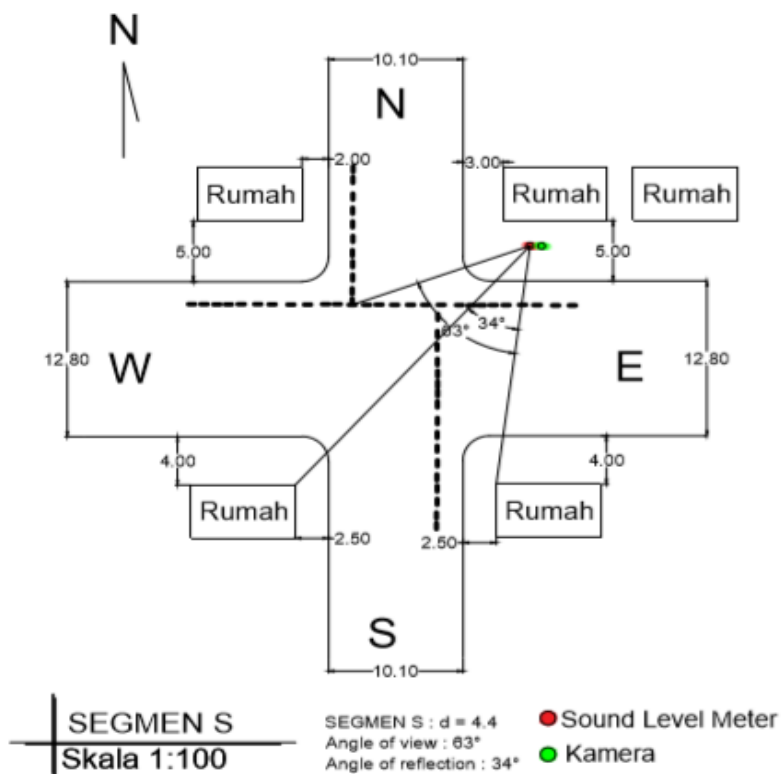 N
10.10
N
2.00
3.00
Rumah
Rumah
Rumah
5.00
5.00
34°
63°
12.80
W
E
12.80
4.00
4.00
Rumah
Rumah
2.50
2.50
S
10.10
SEGMEN S
Skala 1:100
SEGMEN S : d = 4.4
Angle of view : 63°
Angle of reflection : 34°
Sound Level Meter
Kamera